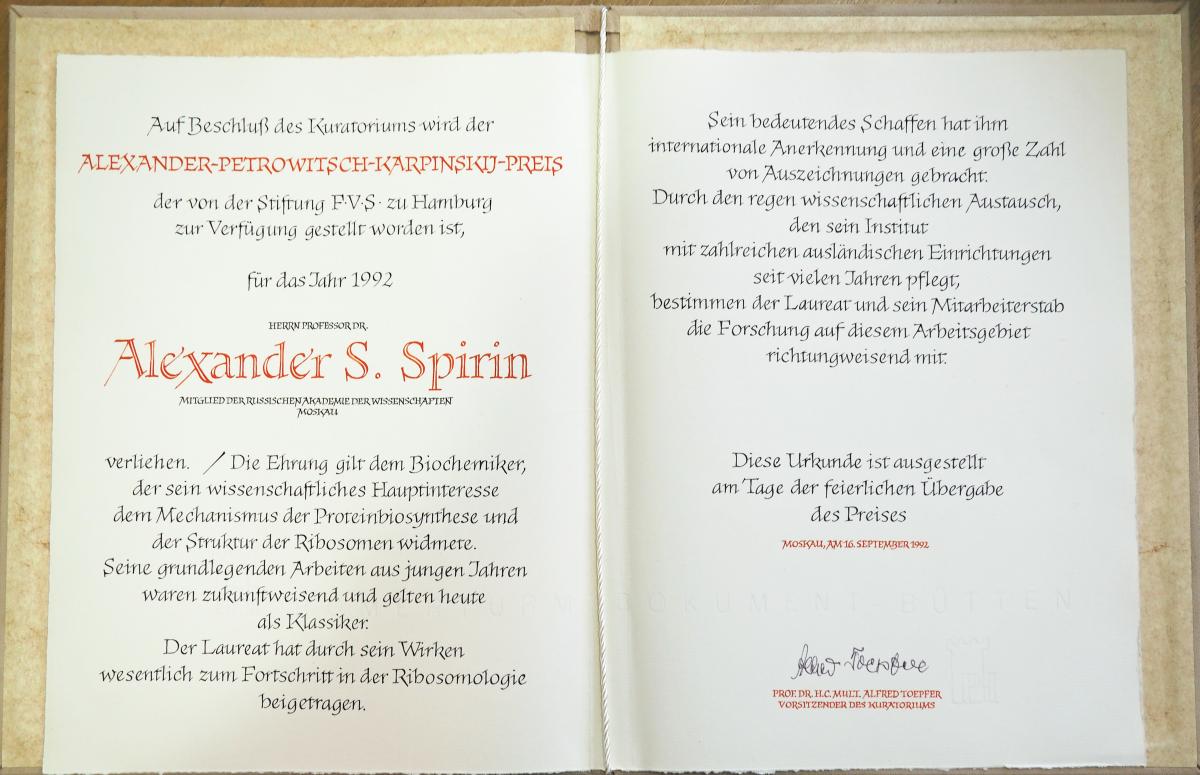 Auf Beschluß des Kuratoriums wird der
ALEXANDER-PETROWITSCH-KARPINSKIJ-PREIS
der von der Stiftung F·V·S· zu Hamburg
zur Verfügung gestellt worden ist,
für das Jahr 1992
HERRN PROFESSOR DR.
Alexander S. Spirin
MITGLIED DER RUSSISCHEN AKADEMIE DER WISSENSCHAFTEN
MOSKAU
verliehen. / Die Ehrung gilt dem Biochemiker,
der sein wissenschaftliches Hauptinteresse
dem Mechanismus der Proteinbiosynthese und
der Struktur der Ribosomen widmete.
Seine grundlegenden Arbeiten aus jungen Jahren
waren zukunftweisend und gelten heute
als Klassiker.
Der Laureat hat durch sein Wirken
wesentlich zum Fortschritt in der Ribosomologie
beigetragen.
Sein bedeutendes Schaffen hat ihm
internationale Anerkennung und eine große Zahl
von Auszeichnungen gebracht.
Durch den regen wissenschaftlichen Austausch,
den sein Institut
mit zahlreichen ausländischen Einrichtungen
seit vielen Jahren pflegt,
bestimmen der Laureat und sein Mitarbeiterstab
die Forschung auf diesem Arbeitsgebiet
richtungweisend mit.
Diese Urkunde ist ausgestellt
am Tage der feierlichen Übergabe
des Preises
MOSKAU, AM 16. SEPTEMBER 1992
DOKUMENT-BÜTTEN
Alfred Toepfer
PROF. DR. H.C. MULT. ALFRED TOEPFER
VORSITZENDER DES KURATORIUMS